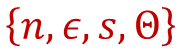 {n, ϵ, s, Θ}